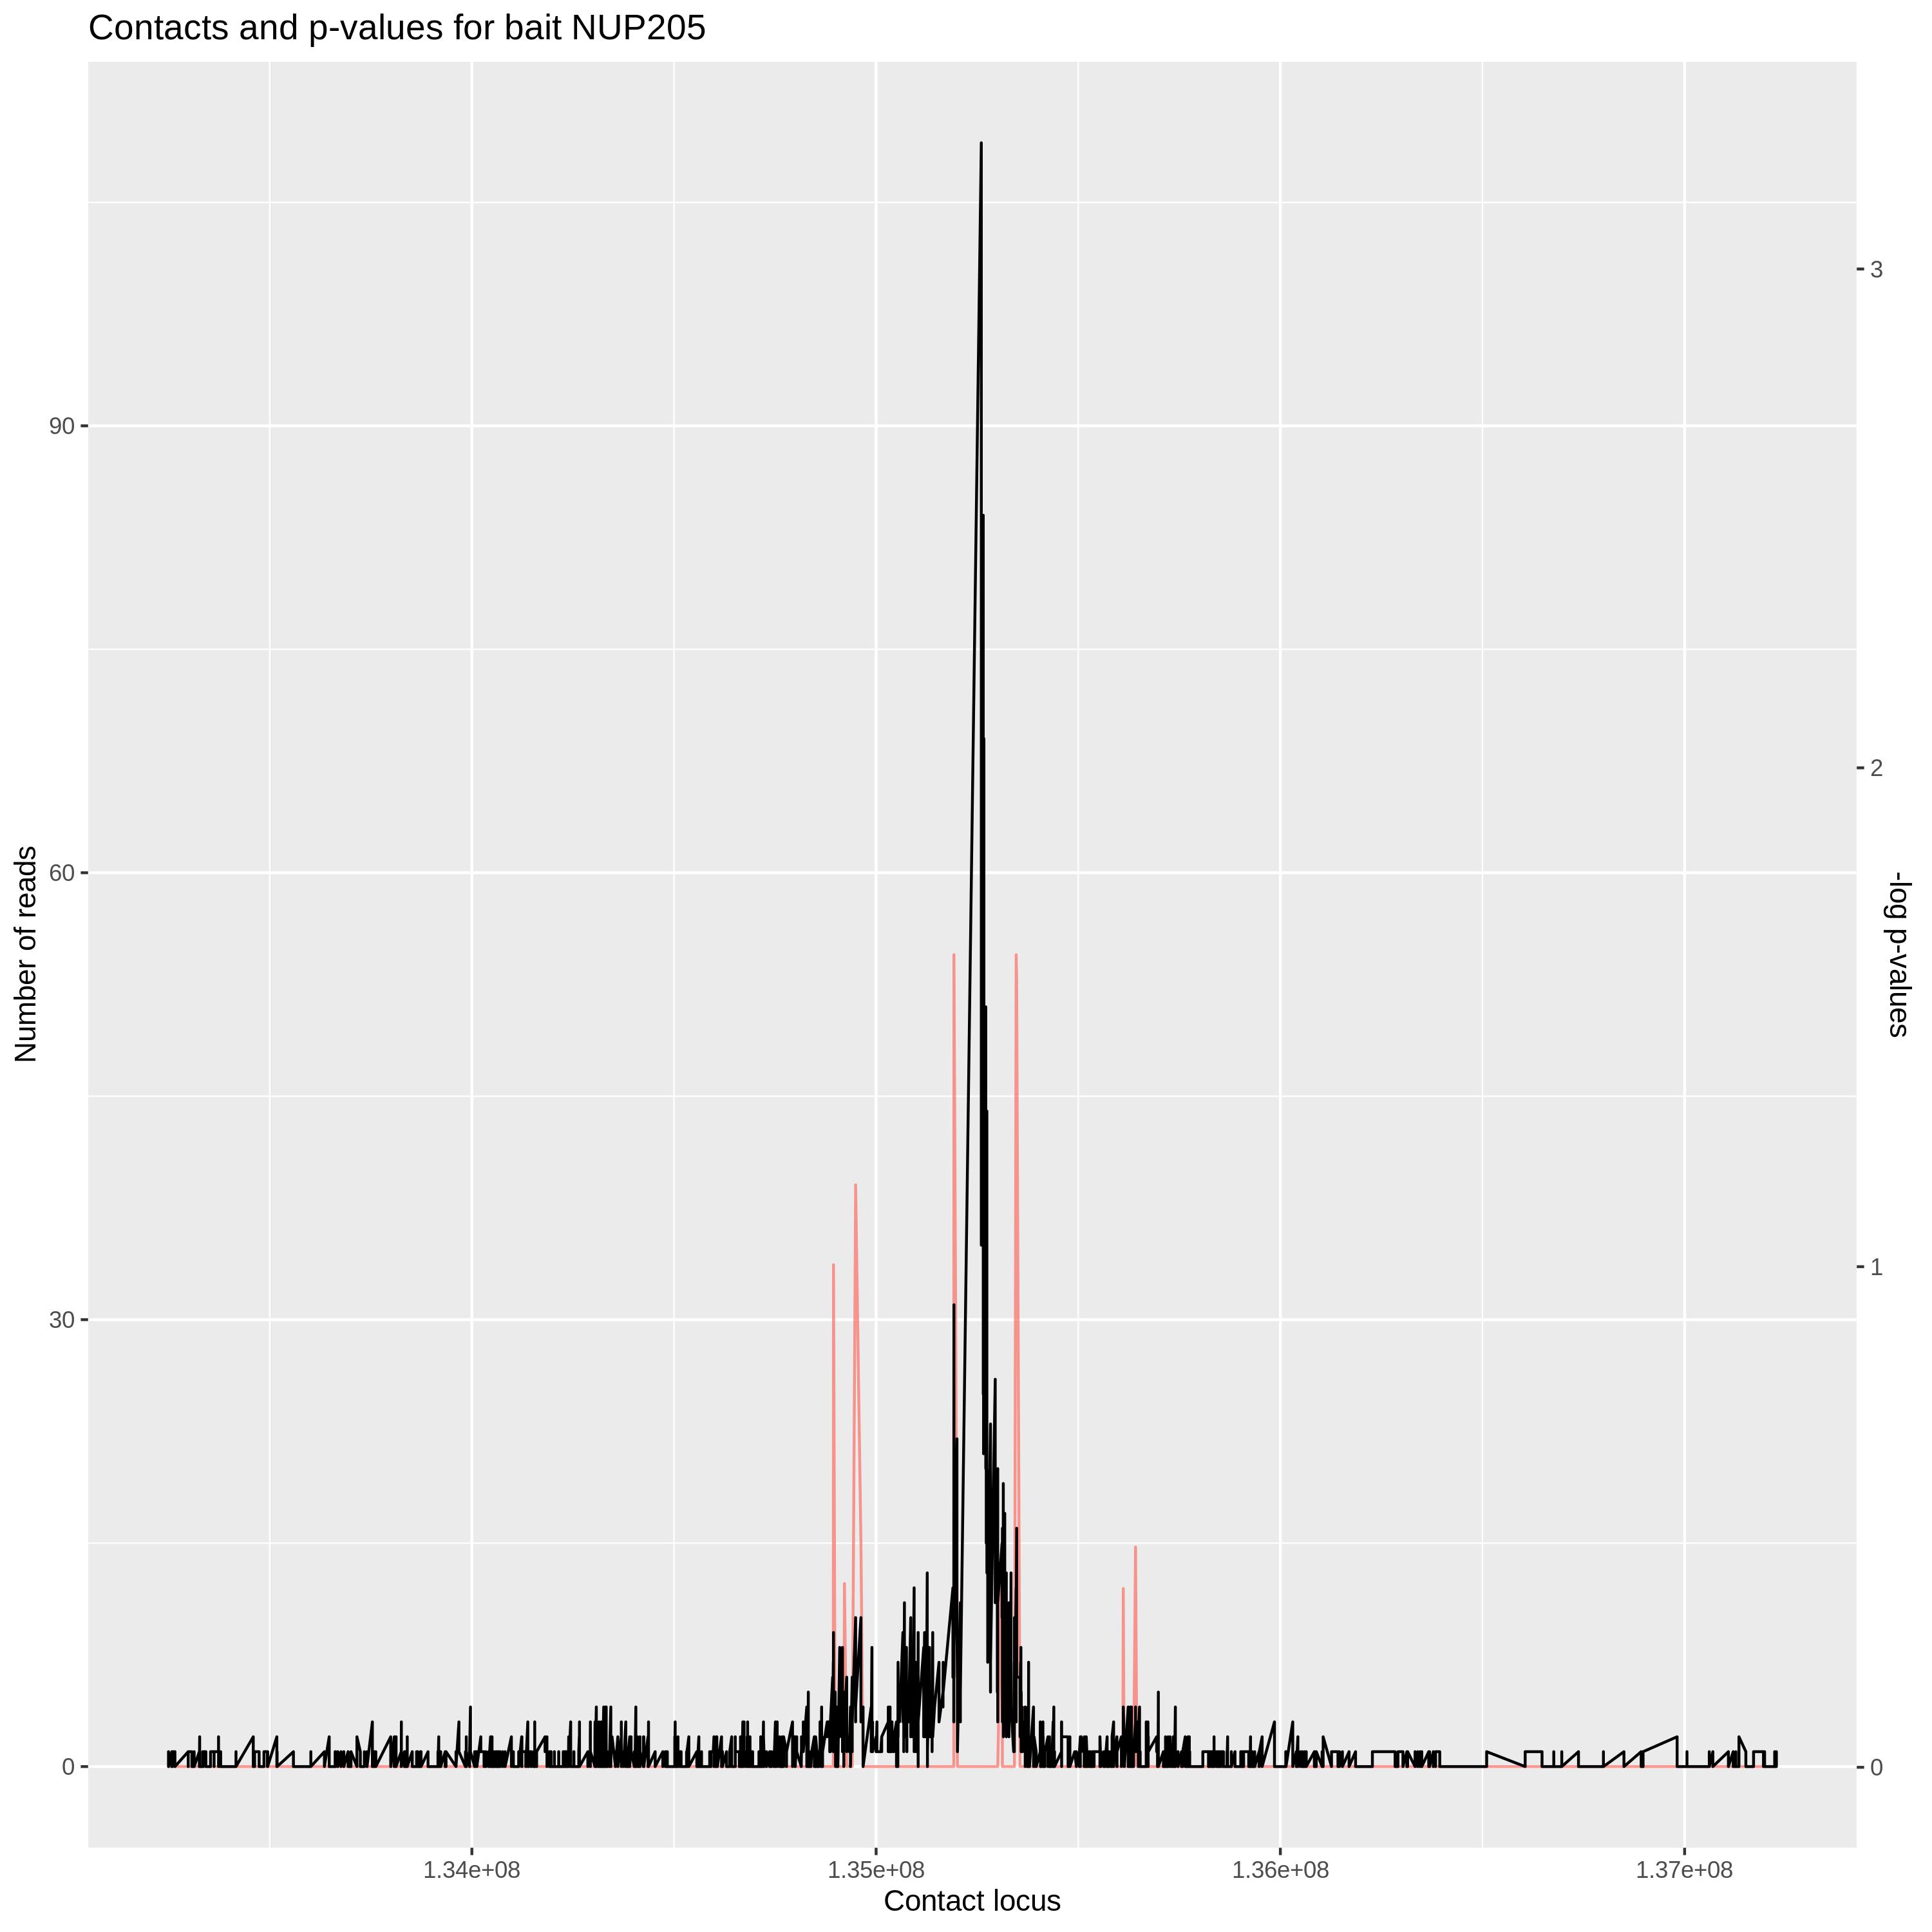 Contacts and p-values for bait NUP205
Number of reads
90
60
30
0
3
2
1
0
-log p-values
1.34e+08
1.35e+08
1.36e+08
1.37e+08
Contact locus